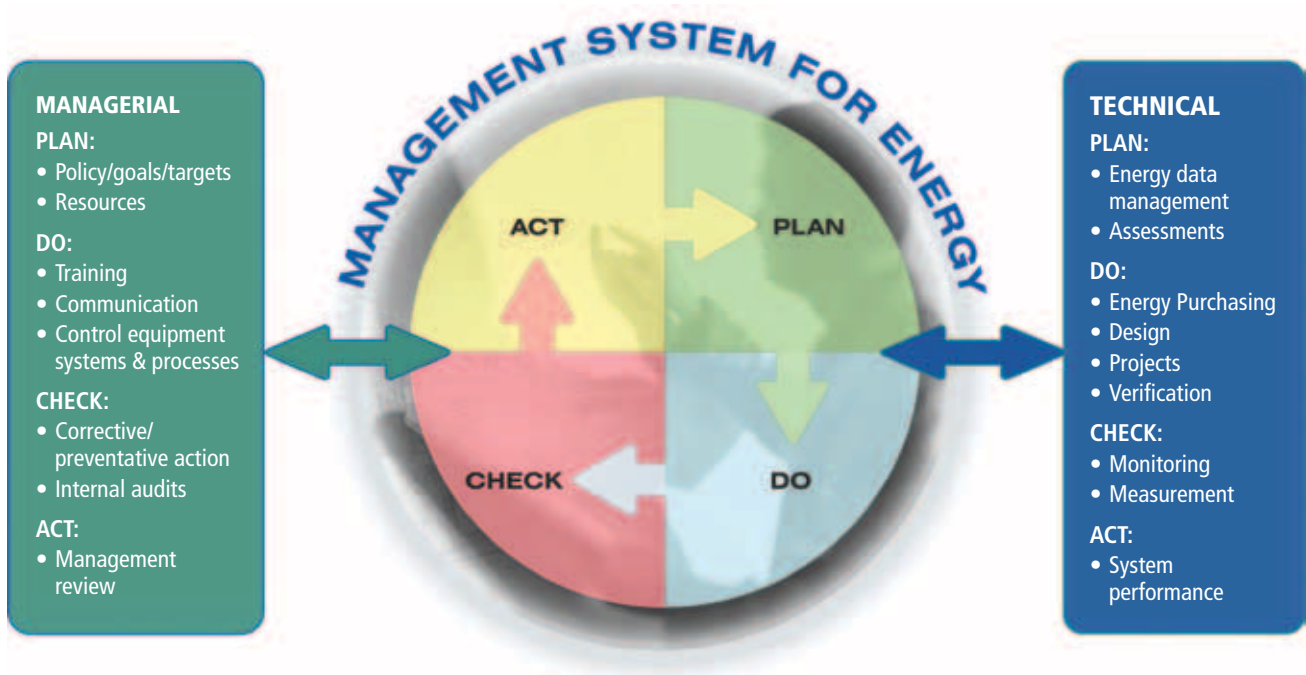 MANAGEMENT SYSTEM FOR ENERGY
MANAGERIAL
PLAN:
• Policy/goals/targets
• Resources
DO:
• Training
• Communication
• Control equipment
systems & processes
CHECK:
• Corrective/
preventative action
• Internal audits
ACT:
• Management
review
ACT
PLAN
CHECK
DO
TECHNICAL
PLAN:
• Energy data
management
• Assessments
DO:
• Energy Purchasing
• Design
• Projects
• Verification
CHECK:
• Monitoring
• Measurement
ACT:
• System
performance